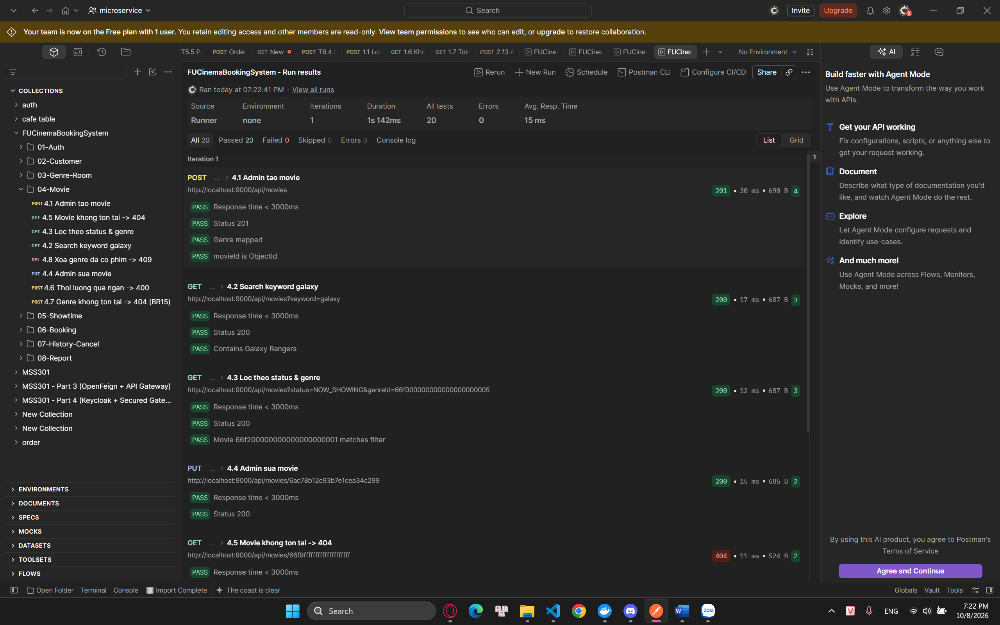 microservice
Search
Invite
Upgrade
Your team is now on the Free plan with 1 user. You retain editing access and other members are read-only. View team permissions to see who can edit, or upgrade to restore collaboration.
POST Order
GET New
POST T6.4
POST 1.1
GET 1.6
GET 1.7
POST 2.13
No Environment
AI
FUCinemaBookingSystem - Run results
Rerun
New Run
Schedule
Postman CLI
Configure CI/CD
Share
Ran today at 07:22:41 PM · View all runs
Source Environment Iterations Duration All tests Errors Avg. Resp. Time
Runner none 1 1s 142ms 20 0 15 ms
All 20 Passed 20 Failed 0 Skipped 0 Errors 0 Console log
List Grid
Iteration 1
1
POST ... > 4.1 Admin tao movie
http://localhost:9000/api/movies
201 • 30 ms • 690 B 4
PASS Response time < 3000ms
PASS Status 201
PASS Genre mapped
PASS movieId is ObjectId
GET ... > 4.2 Search keyword galaxy
http://localhost:9000/api/movies?keyword=galaxy
200 • 17 ms • 687 B 3
PASS Response time < 3000ms
PASS Status 200
PASS Contains Galaxy Rangers
GET ... > 4.3 Loc theo status & genre
http://localhost:9000/api/movies?status=NOW_SHOWING&genreId=66f000000000000000000005
200 • 12 ms • 687 B 3
PASS Response time < 3000ms
PASS Status 200
PASS Movie 66f200000000000000000001 matches filter
PUT ... > 4.4 Admin sua movie
http://localhost:9000/api/movies/6ac78b12c93b7e1cea34c299
200 • 15 ms • 685 B 2
PASS Response time < 3000ms
PASS Status 200
GET ... > 4.5 Movie khong ton tai -> 404
http://localhost:9000/api/movies/66f9ffffffffffffffffffff
404 • 11 ms • 524 B 2
PASS Response time < 3000ms
COLLECTIONS
auth
cafe table
FUCinemaBookingSystem
01-Auth
02-Customer
03-Genre-Room
04-Movie
POST 4.1 Admin tao movie
GET 4.5 Movie khong ton tai -> 404
GET 4.3 Loc theo status & genre
GET 4.2 Search keyword galaxy
DEL 4.8 Xoa genre da co phim -> 409
PUT 4.4 Admin sua movie
POST 4.6 Thoi luong qua ngan -> 400
POST 4.7 Genre khong ton tai -> 404 (BR15)
05-Showtime
06-Booking
07-History-Cancel
08-Report
MSS301
MSS301 - Part 3 (OpenFeign + API Gateway)
MSS301 - Part 4 (Keycloak + Secured Gate...
New Collection
New Collection
order
ENVIRONMENTS
DOCUMENTS
SPECS
MOCKS
DATASETS
TOOLSETS
FLOWS
Build faster with Agent Mode
Use Agent Mode to transform the way you work
with APIs.
Get your API working
Fix configurations, scripts, or anything else to
get your request working.
Document
Describe what type of documentation you'd
like, and watch Agent Mode do the rest.
Explore
Let Agent Mode configure requests and
identify use-cases.
And much more!
Use Agent Mode across Flows, Monitors,
Mocks, and more!
By using this AI product, you agree to Postman's
Terms of Service
Agree and Continue
Open Folder
Terminal
Console
3 Import Complete
The coast is clear
Globals
Vault
Tools
Search
Zalo
ENG
7:22 PM
10/8/2026